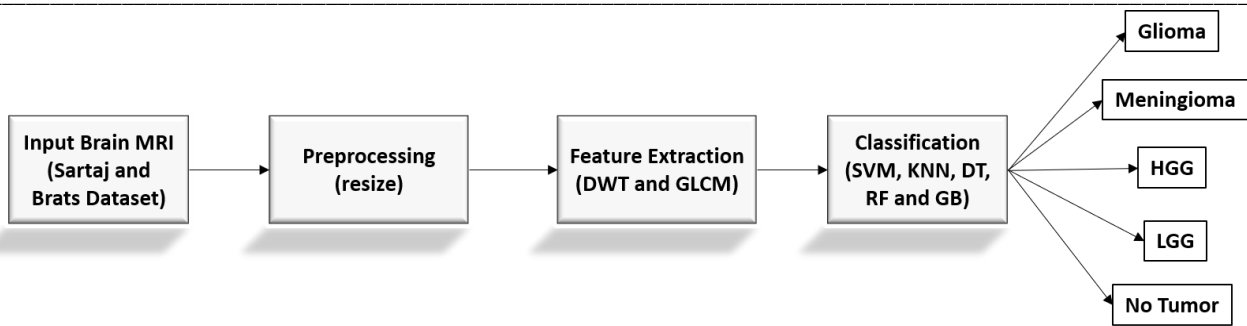 Input Brain MRI
(Sartaj and
Brats Dataset)
Preprocessing
(resize)
Feature Extraction
(DWT and GLCM)
Classification
(SVM, KNN, DT,
RF and GB)
Glioma
Meningioma
HGG
LGG
No Tumor